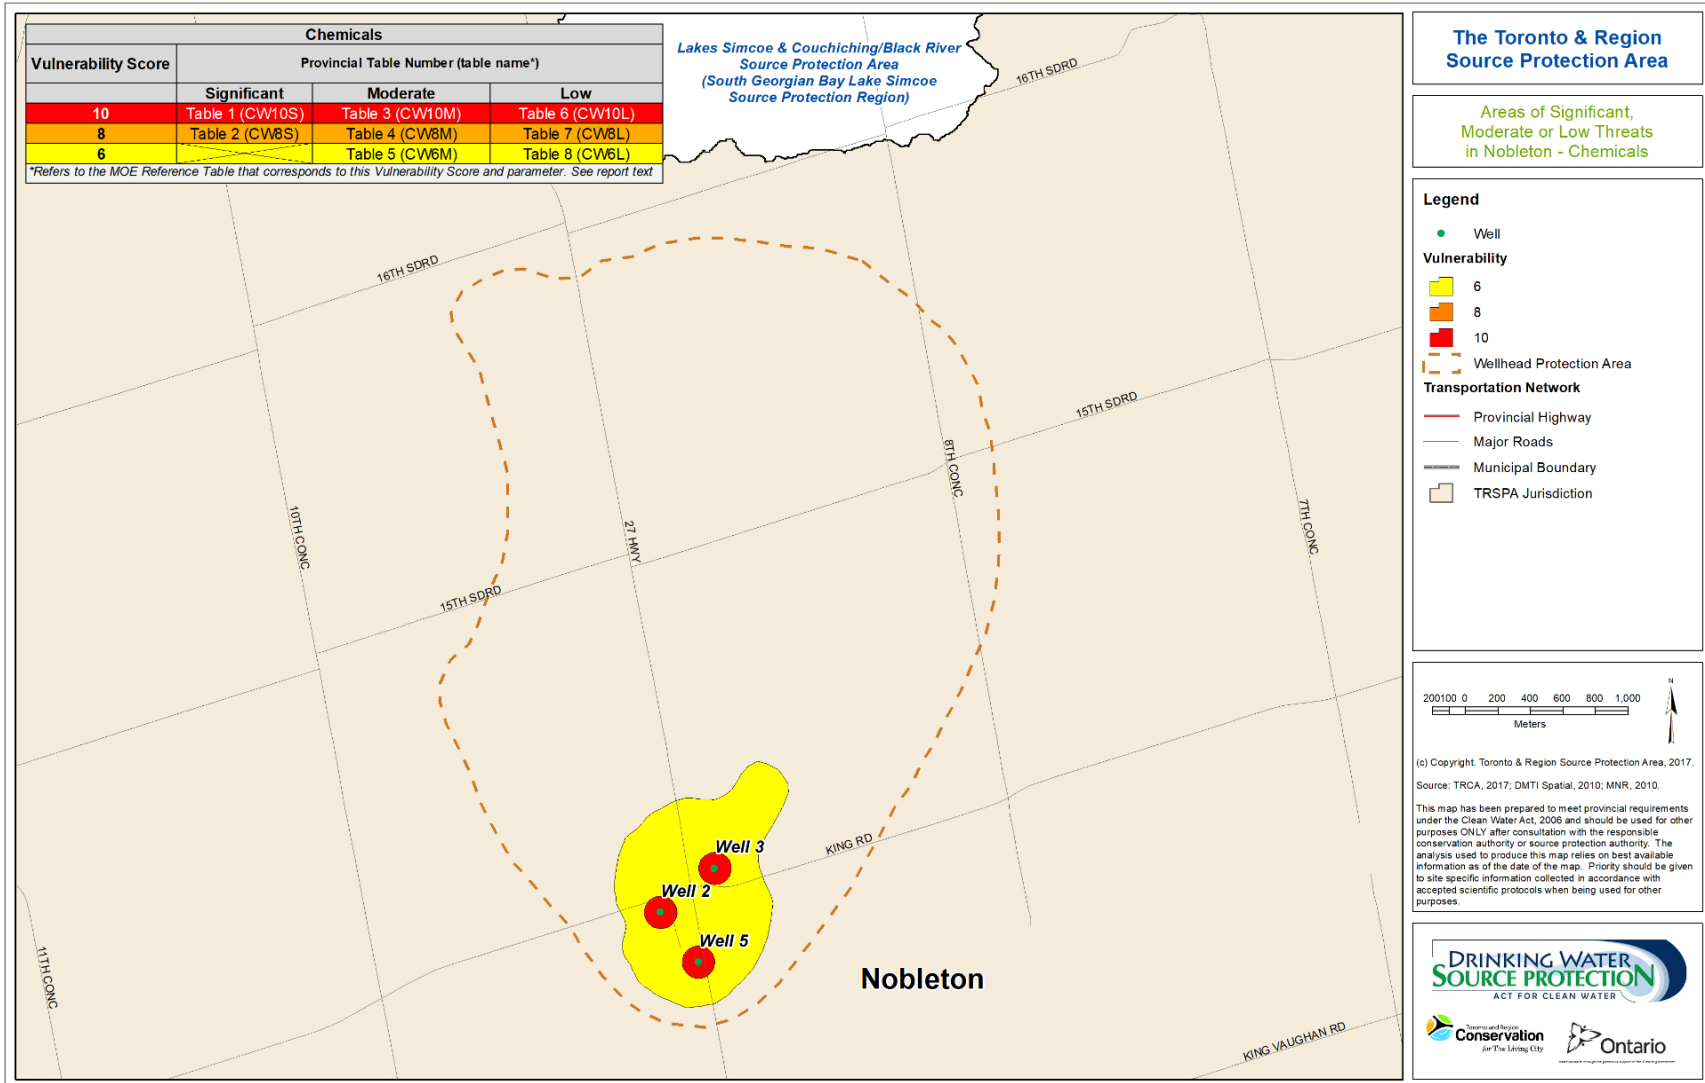 Chemicals
Vulnerability Score
Provincial Table Number (table name*)
Significant Moderate Low
10 Table 1 (CW10S) Table 3 (CW10M) Table 6 (CW10L)
8 Table 2 (CW8S) Table 4 (CW8M) Table 7 (CW8L)
6 Table 5 (CW6M) Table 8 (CW6L)
*Refers to the MOE Reference Table that corresponds to this Vulnerability Score and parameter. See report text
Lakes Simcoe & Couchiching/Black River
Source Protection Area
(South Georgian Bay Lake Simcoe
Source Protection Region)
16TH SDRD
16TH SDRD
15TH SDRD
8TH CONC
10TH CONC
27 HWY
7TH CONC
15TH SDRD
Well 3
KING RD
Well 2
Well 5
11TH CONC
Nobleton
KING VAUGHAN RD
The Toronto & Region
Source Protection Area
Areas of Significant,
Moderate or Low Threats
in Nobleton - Chemicals
Legend
Well
Vulnerability
6
8
10
Wellhead Protection Area
Transportation Network
Provincial Highway
Major Roads
Municipal Boundary
TRSPA Jurisdiction
N
200100 0 200 400 600 800 1,000
Meters
(c) Copyright. Toronto & Region Source Protection Area, 2017.
Source: TRCA, 2017; DMTI Spatial, 2010; MNR, 2010.
This map has been prepared to meet provincial requirements
under the Clean Water Act, 2006 and should be used for other
purposes ONLY after consultation with the responsible
conservation authority or source protection authority. The
analysis used to produce this map relies on best available
information as of the date of the map. Priority should be given
to site specific information collected in accordance with
accepted scientific protocols when being used for other
purposes.
DRINKING WATER
SOURCE PROTECTION
ACT FOR CLEAN WATER
Toronto and Region
Conservation
for The Living City
Ontario